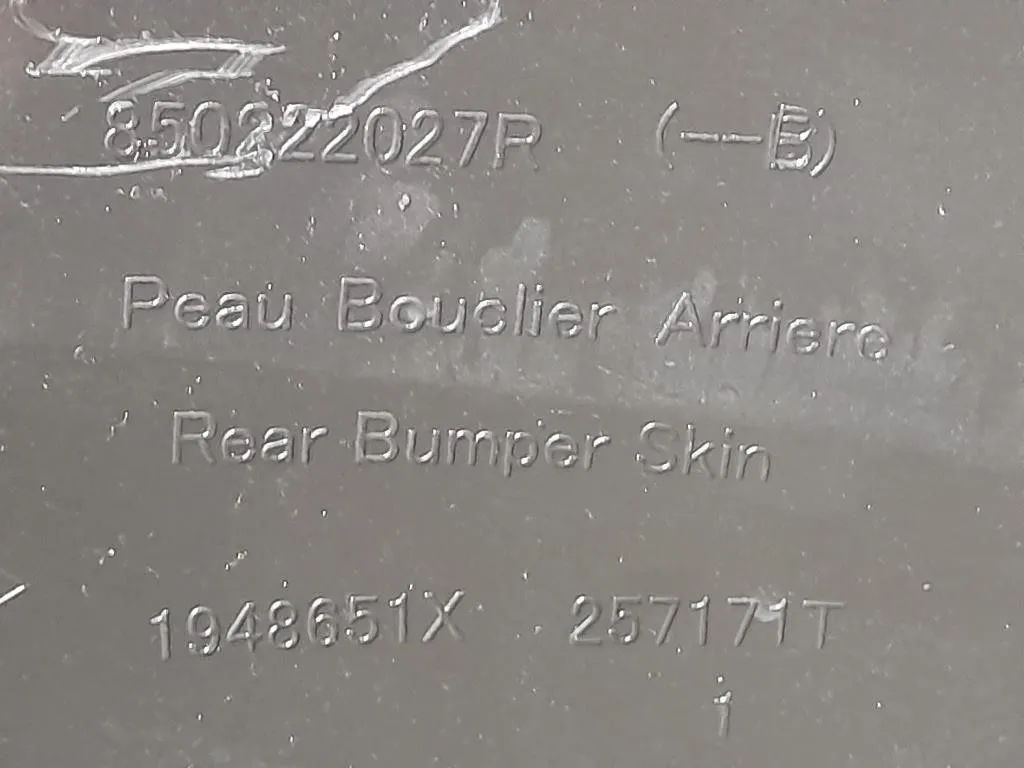 850222027R (--B)
Peau Bouclier Arriere
Rear Bumper Skin
1948651X 257171T
1